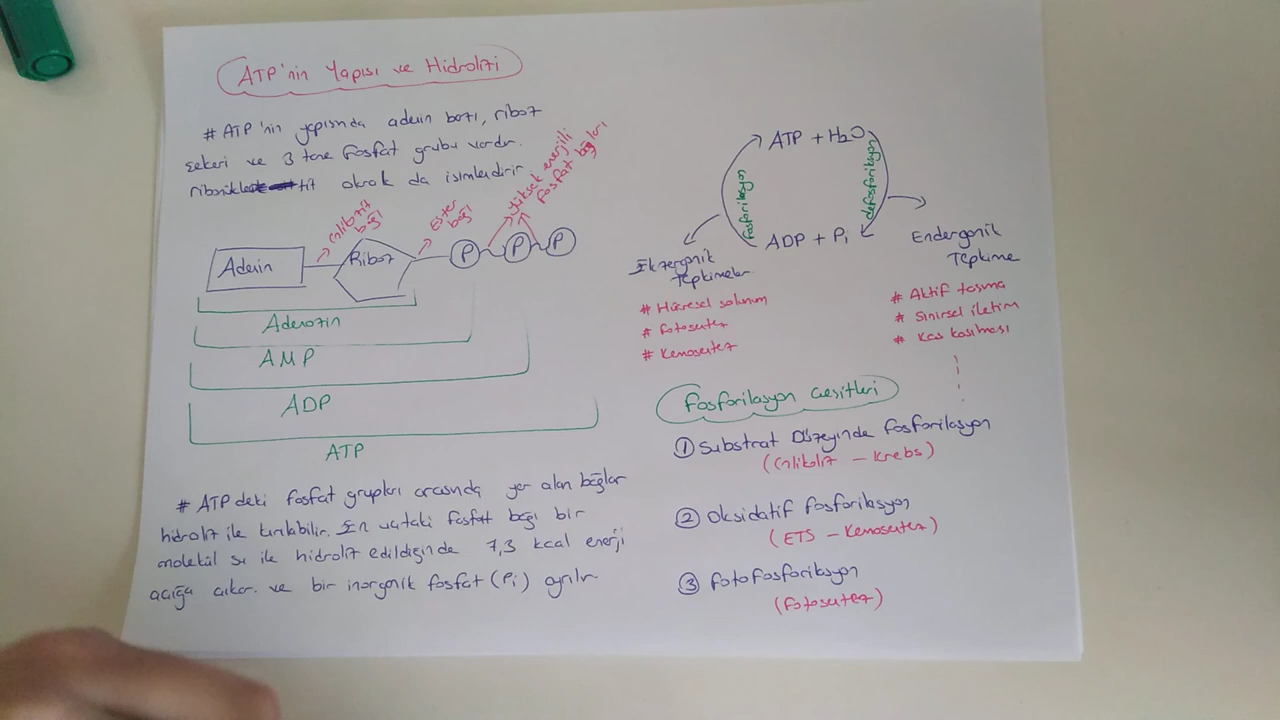 ATP'nin Yapısı ve Hidrolizi
# ATP'nin yapısında adenin bazı, riboz
şekeri ve 3 tane fosfat grubu vardır.
tit olarak da isimlendirilir.
Glikozit
bağı
Ester
bağı
Yüksek enerjili
fosfat bağları
Adenin
Riboz
P
P
P
Adenozin
AMP
ADP
ATP
# ATP deki fosfat grupları arasında yer alan bağlar
hidroliz ile kırılabilir. En uçtaki fosfat bağı bir
molekül su ile hidroliz edildiğinde 7,3 kcal enerji
açığa çıkar. ve bir inorganik fosfat (Pi) ayrılır
ATP + H2O
fosforilasyon
defosforilasyon
ADP + Pi
Ekzergonik
Tepkimeler
# Hücresel solunum
# Fotosentez
# Kemosentez
Endergonik
Tepkime
# Aktif taşıma
# Sinirsel iletim
# Kas kasılması
Fosforilasyon Çeşitleri
① Substrat Düzeyinde Fosforilasyon
(Glikoliz - Krebs)
② Oksidatif Fosforilasyon
(ETS - Kemosentez)
③ Fotofosforilasyon
(Fotosentez)